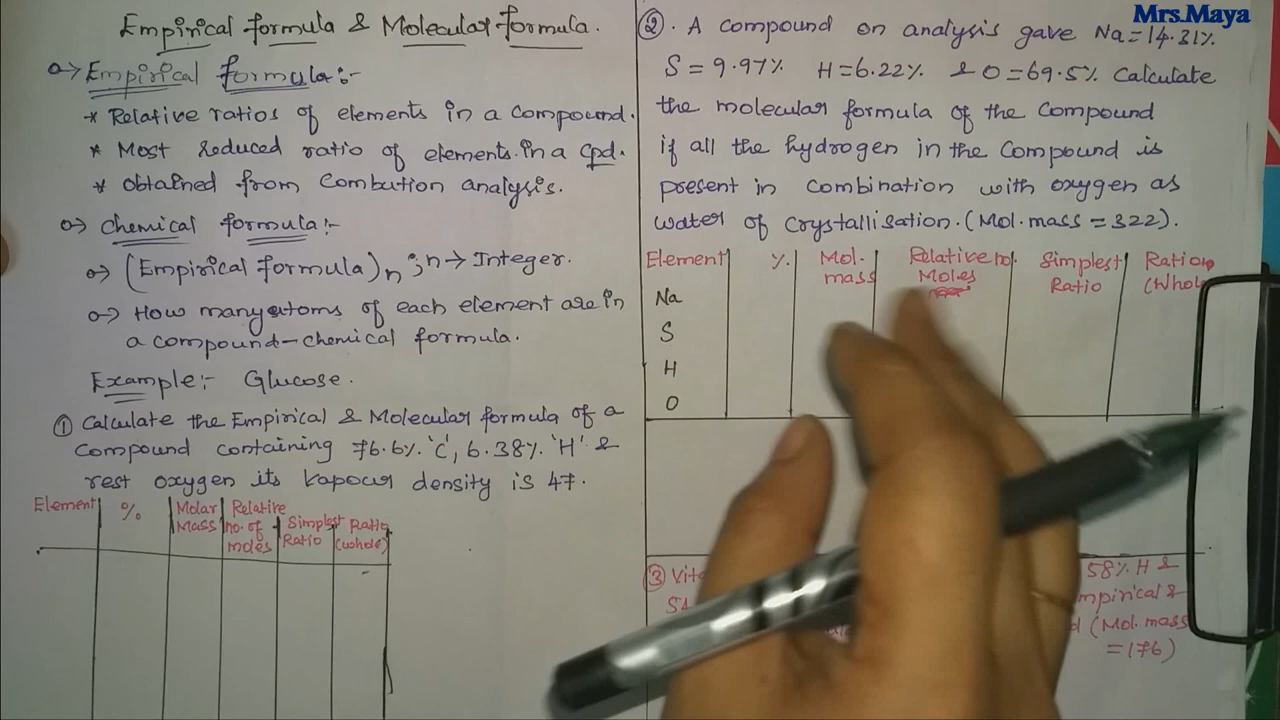 Mrs.Maya
Empirical formula & Molecular formula.
Empirical formula:-
* Relative ratios of elements in a compound.
* Most reduced ratio of elements in a cpd.
* obtained from Combution analysis.
chemical formula:-
(Empirical formula)n ; n → Integer.
How many atoms of each element are in
a compound - chemical formula.
Example:- Glucose.
① Calculate the Empirical & Molecular formula of a
compound containing 76.6% 'C', 6.38% 'H' &
rest oxygen its vapour density is 47.
Element % Molar Mass Relative no. of moles Simplest Ratio Ratio (whole)
②. A compound on analysis gave Na=14.31%
S = 9.97% H=6.22% & O=69.5% Calculate
the molecular formula of the compound
if all the hydrogen in the compound is
present in combination with oxygen as
water of crystallisation. (Mol. mass = 322).
Element %. Mol. mass Relative no. Moles Simplest Ratio Ratio (Whole
Na
S
H
O
③ 58% H &
(Mol. mass
=176)